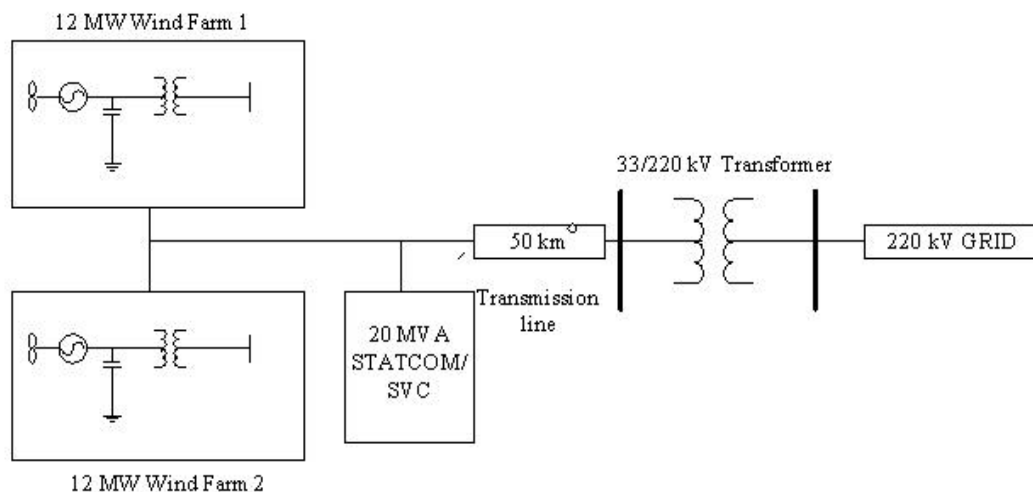 12 MW Wind Farm 1
33/220 kV Transformer
50 km
220 kV GRID
Transmission
line
20 MVA
STATCOM/
SVC
12 MW Wind Farm 2